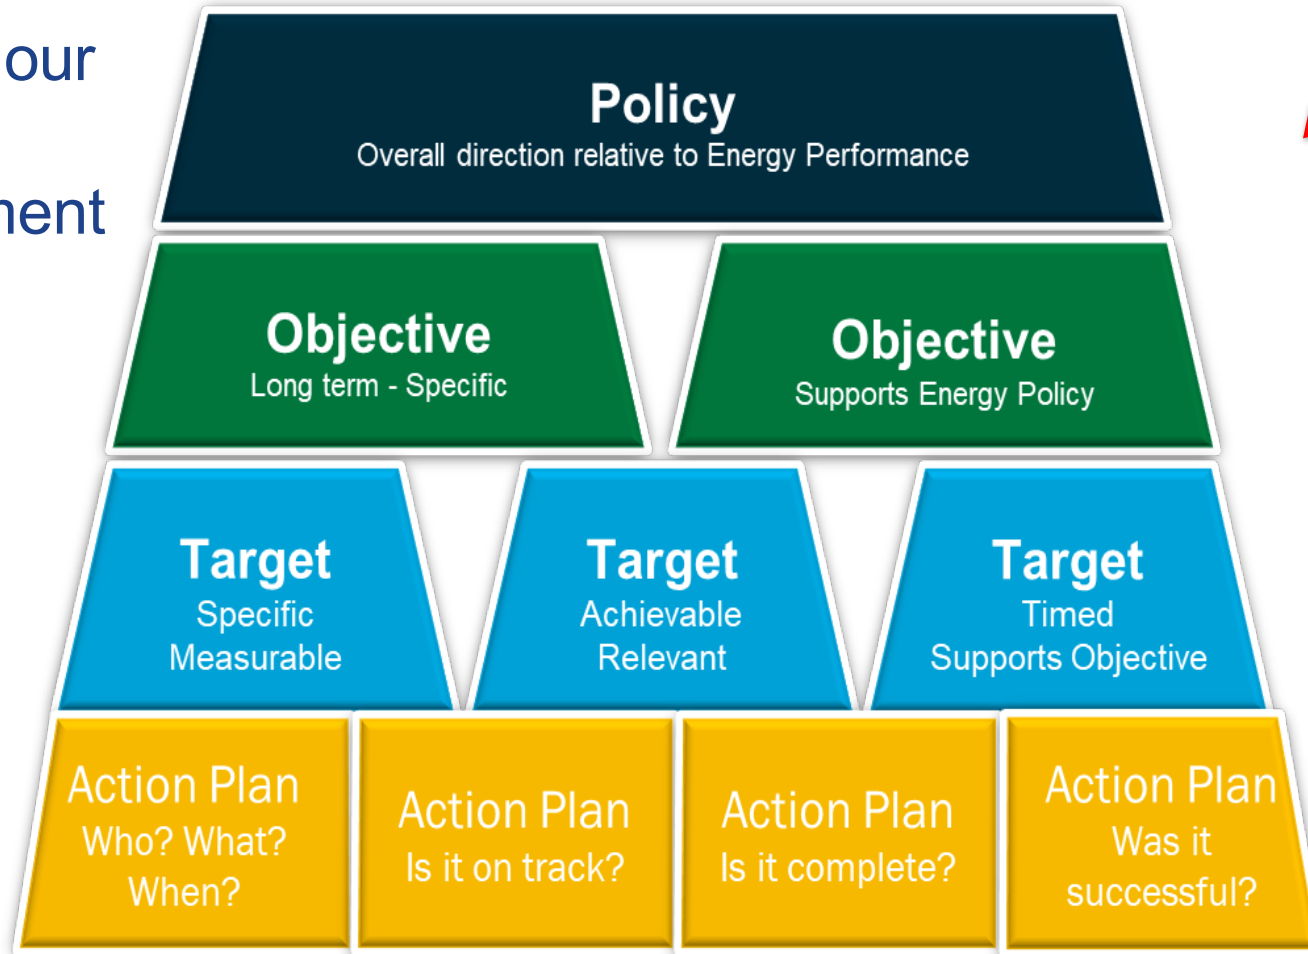 our
ment
Policy
Overall direction relative to Energy Performance
Objective
Long term - Specific
Objective
Supports Energy Policy
Target
Specific
Measurable
Target
Achievable
Relevant
Target
Timed
Supports Objective
Action Plan
Who? What?
When?
Action Plan
Is it on track?
Action Plan
Is it complete?
Action Plan
Was it
successful?